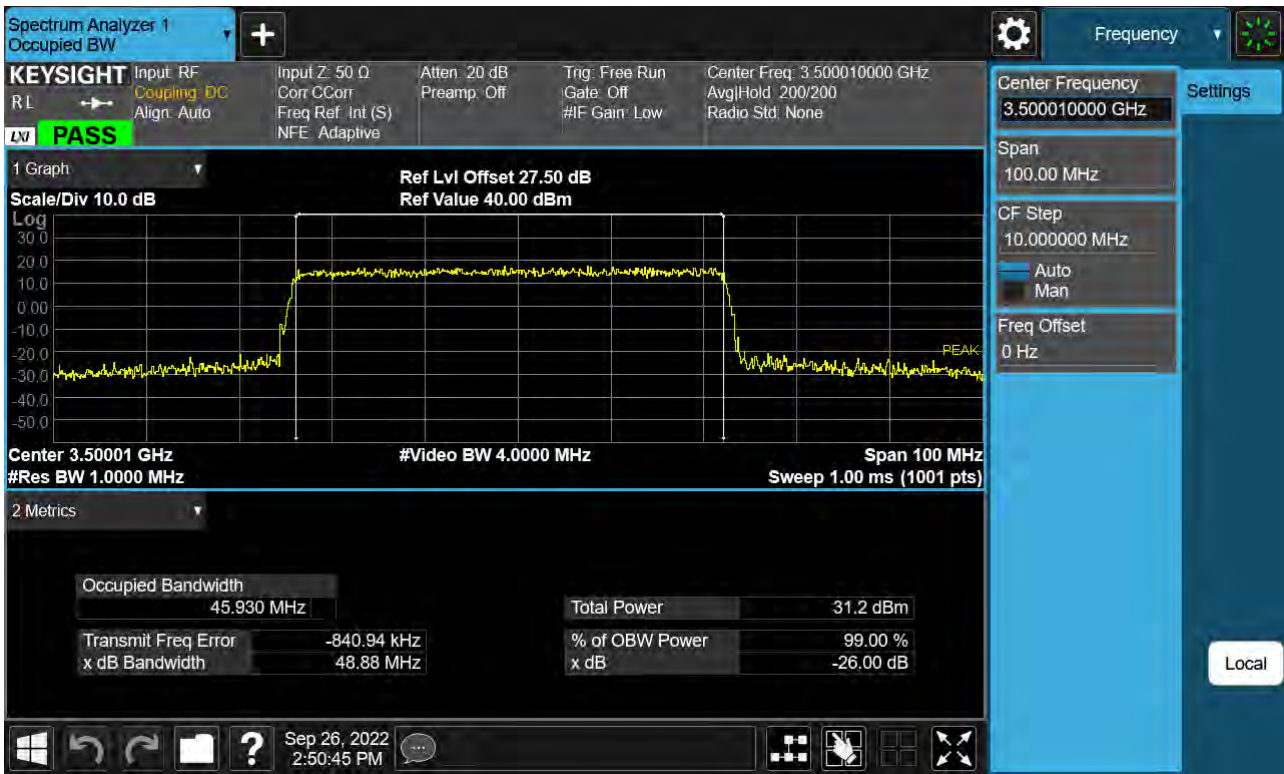 Spectrum Analyzer 1
Occupied BW
+
Frequency
KEYSIGHT
R L
LXI
PASS
Input: RF
Coupling: DC
Align: Auto
Input Z: 50 Ω
Corr CCorr
Freq Ref: Int (S)
NFE: Adaptive
Atten: 20 dB
Preamp: Off
Trig: Free Run
Gate: Off
#IF Gain: Low
Center Freq: 3.500010000 GHz
Avg|Hold: 200/200
Radio Std: None
Center Frequency
3.500010000 GHz
Settings
Span
100.00 MHz
CF Step
10.000000 MHz
Auto
Man
Freq Offset
0 Hz
Local
1 Graph
Scale/Div 10.0 dB
Ref Lvl Offset 27.50 dB
Ref Value 40.00 dBm
Log
30.0
20.0
10.0
0.00
-10.0
-20.0
-30.0
-40.0
-50.0
PEAK
Center 3.50001 GHz
#Video BW 4.0000 MHz
Span 100 MHz
#Res BW 1.0000 MHz
Sweep 1.00 ms (1001 pts)
2 Metrics
Occupied Bandwidth
45.930 MHz
Total Power 31.2 dBm
Transmit Freq Error -840.94 kHz
% of OBW Power 99.00 %
x dB Bandwidth 48.88 MHz
x dB -26.00 dB
?
Sep 26, 2022
2:50:45 PM